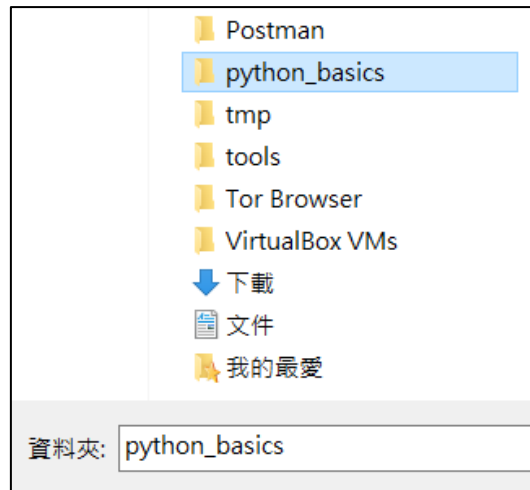 Postman
python_basics
tmp
tools
Tor Browser
VirtualBox VMs
下載
文件
我的最愛
資料夾: python_basics